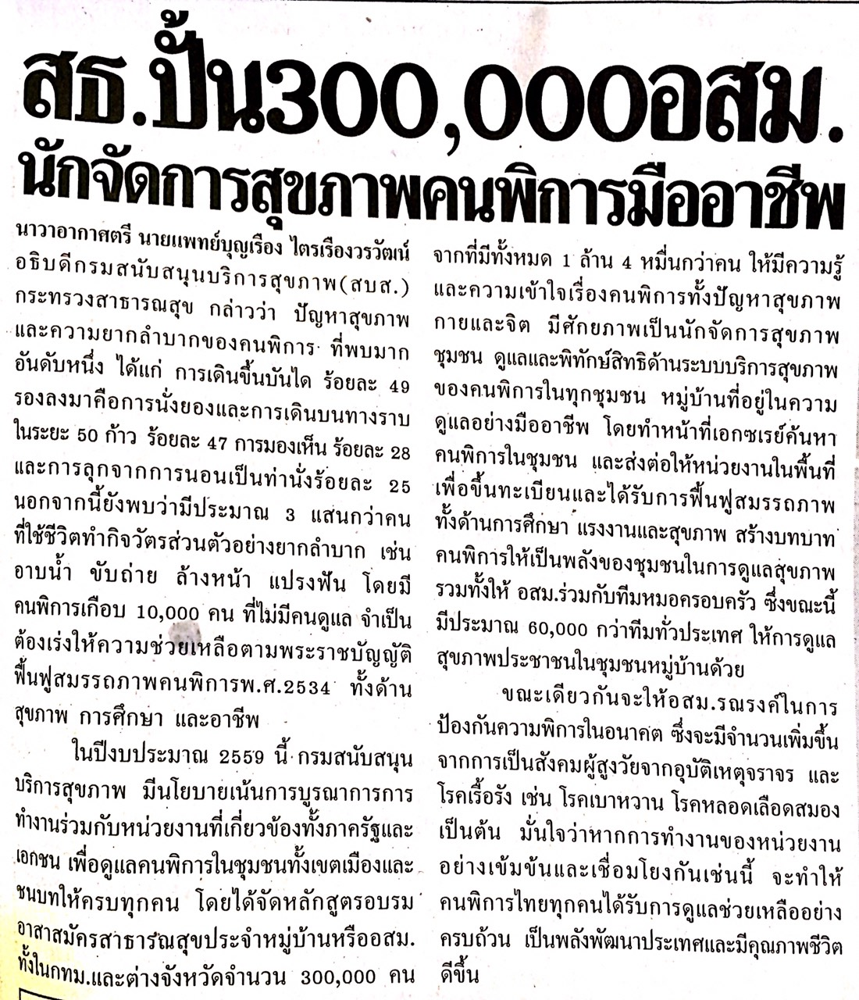 สธ.ปั้น300,000อสม.
นักจัดการสุขภาพคนพิการมืออาชีพ
นาวาอากาศตรี นายแพทย์บุญเรือง ไตรเรืองวรวัฒน์
อธิบดีกรมสนับสนุนบริการสุขภาพ(สบส.)
กระทรวงสาธารณสุข กล่าวว่า ปัญหาสุขภาพ
และความยากลำบากของคนพิการ ที่พบมาก
อันดับหนึ่ง ได้แก่ การเดินขึ้นบันได ร้อยละ 49
รองลงมาคือการนั่งยองและการเดินบนทางราบ
ในระยะ 50 ก้าว ร้อยละ 47 การมองเห็น ร้อยละ 28
และการลุกจากการนอนเป็นท่านั่งร้อยละ 25
นอกจากนี้ยังพบว่ามีประมาณ 3 แสนกว่าคน
ที่ใช้ชีวิตทำกิจวัตรส่วนตัวอย่างยากลำบาก เช่น
อาบน้ำ ขับถ่าย ล้างหน้า แปรงฟัน โดยมี
คนพิการเกือบ 10,000 คน ที่ไม่มีคนดูแล จำเป็น
ต้องเร่งให้ความช่วยเหลือตามพระราชบัญญัติ
ฟื้นฟูสมรรถภาพคนพิการพ.ศ.2534 ทั้งด้าน
สุขภาพ การศึกษา และอาชีพ
ในปีงบประมาณ 2559 นี้ กรมสนับสนุน
บริการสุขภาพ มีนโยบายเน้นการบูรณาการการ
ทำงานร่วมกับหน่วยงานที่เกี่ยวข้องทั้งภาครัฐและ
เอกชน เพื่อดูแลคนพิการในชุมชนทั้งเขตเมืองและ
ชนบทให้ครบทุกคน โดยได้จัดหลักสูตรอบรม
อาสาสมัครสาธารณสุขประจำหมู่บ้านหรืออสม.
ทั้งในกทม.และต่างจังหวัดจำนวน 300,000 คน
จากที่มีทั้งหมด 1 ล้าน 4 หมื่นกว่าคน ให้มีความรู้
และความเข้าใจเรื่องคนพิการทั้งปัญหาสุขภาพ
กายและจิต มีศักยภาพเป็นนักจัดการสุขภาพ
ชุมชน ดูแลและพิทักษ์สิทธิด้านระบบบริการสุขภาพ
ของคนพิการในทุกชุมชน หมู่บ้านที่อยู่ในความ
ดูแลอย่างมืออาชีพ โดยทำหน้าที่เอกซเรย์ค้นหา
คนพิการในชุมชน และส่งต่อให้หน่วยงานในพื้นที่
เพื่อขึ้นทะเบียนและได้รับการฟื้นฟูสมรรถภาพ
ทั้งด้านการศึกษา แรงงานและสุขภาพ สร้างบทบาท
คนพิการให้เป็นพลังของชุมชนในการดูแลสุขภาพ
รวมทั้งให้ อสม.ร่วมกับทีมหมอครอบครัว ซึ่งขณะนี้
มีประมาณ 60,000 กว่าทีมทั่วประเทศ ให้การดูแล
สุขภาพประชาชนในชุมชนหมู่บ้านด้วย
ขณะเดียวกันจะให้อสม.รณรงค์ในการ
ป้องกันความพิการในอนาคต ซึ่งจะมีจำนวนเพิ่มขึ้น
จากการเป็นสังคมผู้สูงวัยจากอุบัติเหตุจราจร และ
โรคเรื้อรัง เช่น โรคเบาหวาน โรคหลอดเลือดสมอง
เป็นต้น มั่นใจว่าหากการทำงานของหน่วยงาน
อย่างเข้มข้นและเชื่อมโยงกันเช่นนี้ จะทำให้
คนพิการไทยทุกคนได้รับการดูแลช่วยเหลืออย่าง
ครบถ้วน เป็นพลังพัฒนาประเทศและมีคุณภาพชีวิต
ดีขึ้น